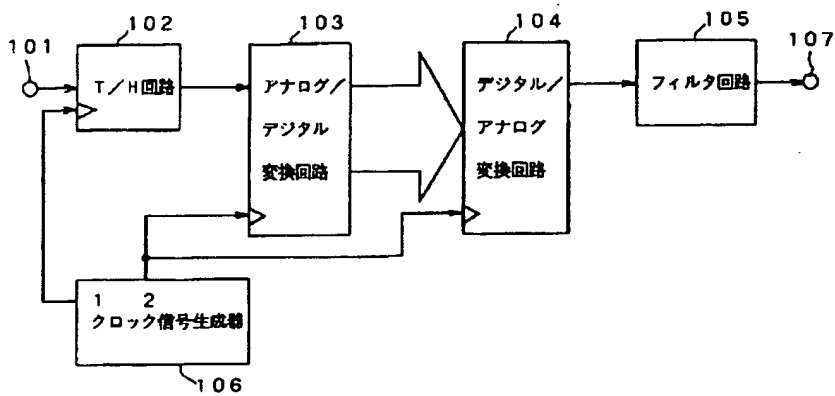 101
102
103
104
105
107
T/H回路
アナログ/
デジタル
変換回路
デジタル/
アナログ
変換回路
フィルタ回路
1 2
クロック信号生成器
106